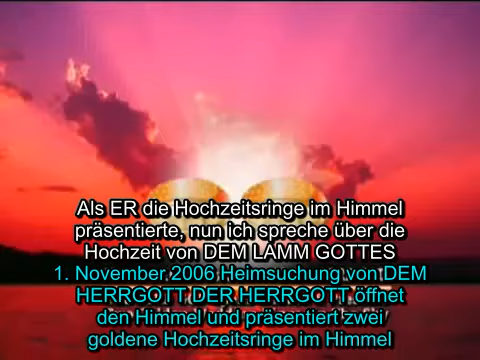 Als ER die Hochzeitsringe im Himmel
präsentierte, nun ich spreche über die
Hochzeit von DEM LAMM GOTTES
1. November 2006 Heimsuchung von DEM
HERRGOTT DER HERRGOTT öffnet
den Himmel und präsentiert zwei
goldene Hochzeitsringe im Himmel